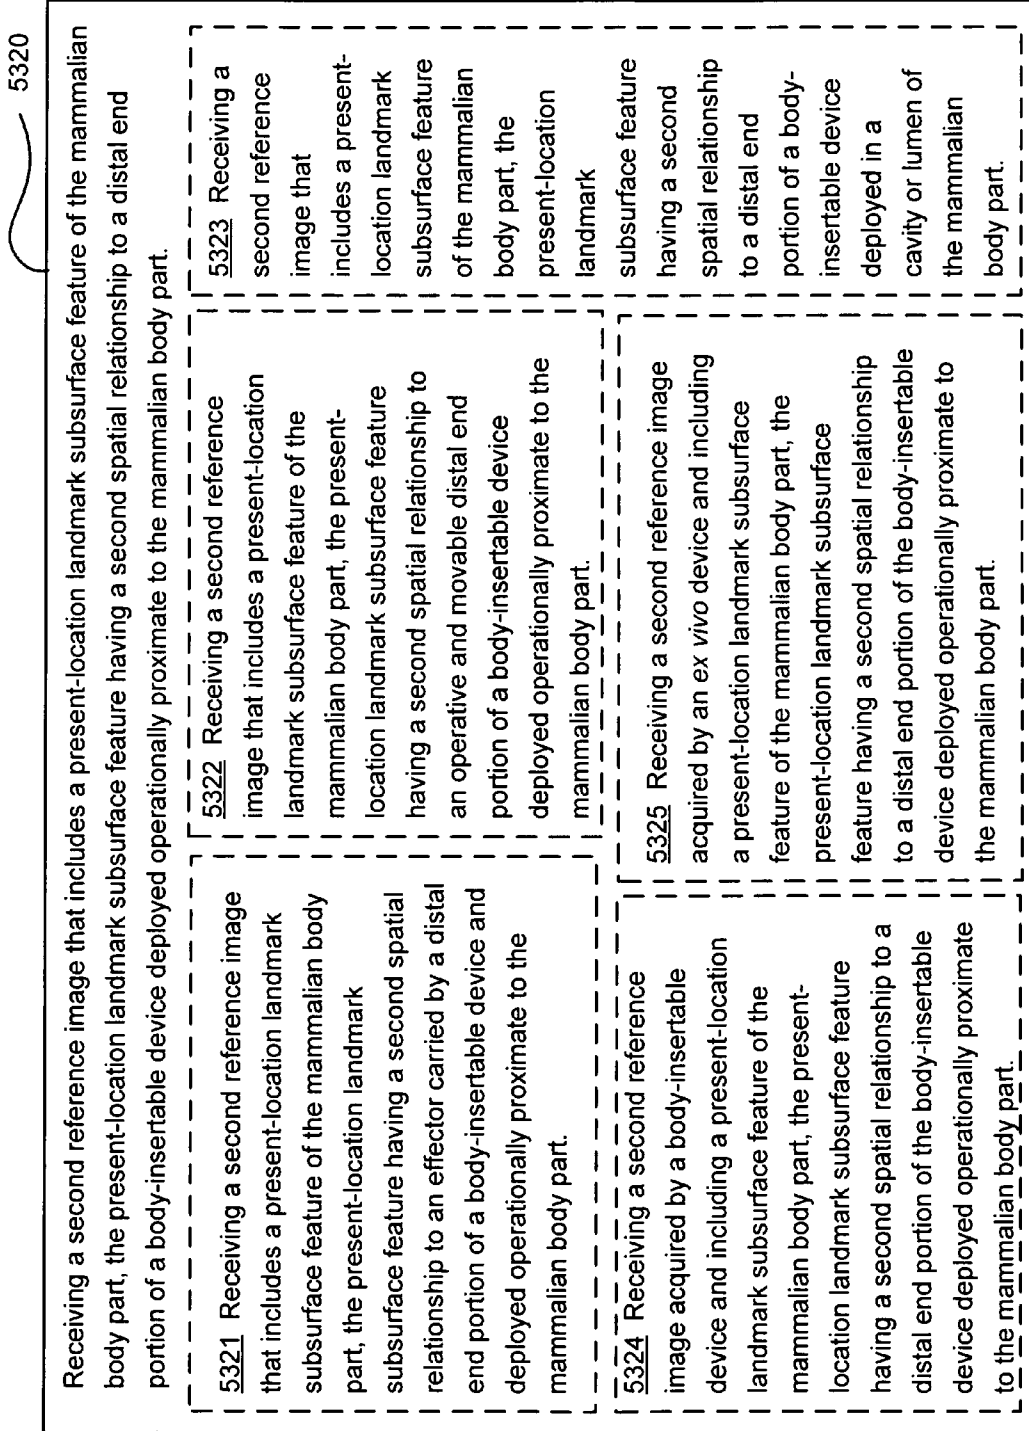 5320
Receiving a second reference image that includes a present-location landmark subsurface feature of the mammalian
body part, the present-location landmark subsurface feature having a second spatial relationship to a distal end
portion of a body-insertable device deployed operationally proximate to the mammalian body part.
5321 Receiving a second reference image
that includes a present-location landmark
subsurface feature of the mammalian body
part, the present-location landmark
subsurface feature having a second spatial
relationship to an effector carried by a distal
end portion of a body-insertable device and
deployed operationally proximate to the
mammalian body part.
5322 Receiving a second reference
image that includes a present-location
landmark subsurface feature of the
mammalian body part, the present-
location landmark subsurface feature
having a second spatial relationship to
an operative and movable distal end
portion of a body-insertable device
deployed operationally proximate to the
mammalian body part.
5323 Receiving a
second reference
image that
includes a present-
location landmark
subsurface feature
of the mammalian
body part, the
present-location
landmark
subsurface feature
having a second
spatial relationship
to a distal end
portion of a body-
insertable device
deployed in a
cavity or lumen of
the mammalian
body part.
5324 Receiving a second reference
image acquired by a body-insertable
device and including a present-location
landmark subsurface feature of the
mammalian body part, the present-
location landmark subsurface feature
having a second spatial relationship to a
distal end portion of the body-insertable
device deployed operationally proximate
to the mammalian body part.
5325 Receiving a second reference image
acquired by an ex vivo device and including
a present-location landmark subsurface
feature of the mammalian body part, the
present-location landmark subsurface
feature having a second spatial relationship
to a distal end portion of the body-insertable
device deployed operationally proximate to
the mammalian body part.